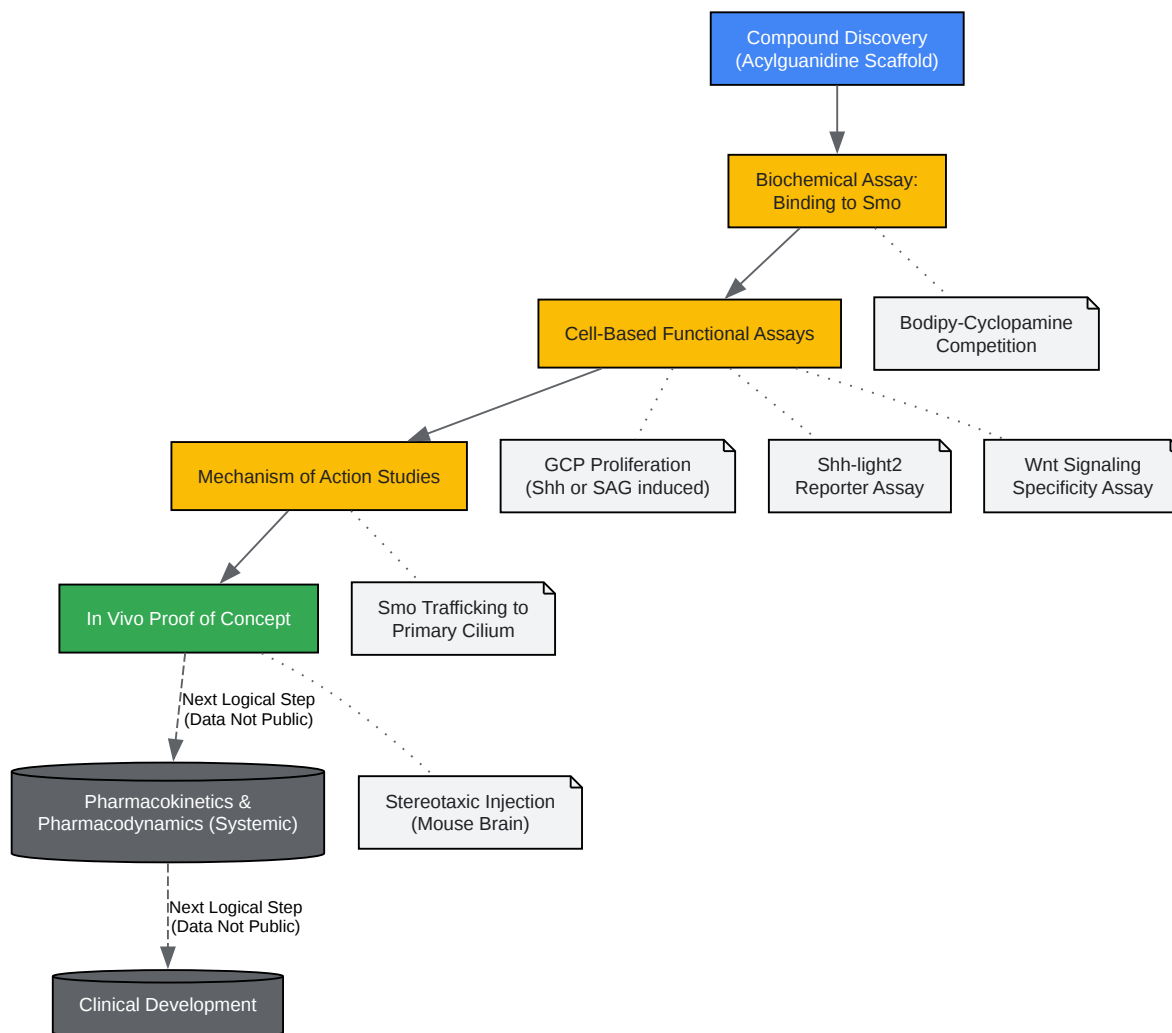 Compound Discovery
(Acylguanidine Scaffold)
Biochemical Assay:
Binding to Smo
Bodipy-Cyclopamine
Competition
Cell-Based Functional Assays
GCP Proliferation
(Shh or SAG induced)
Shh-light2
Reporter Assay
Wnt Signaling
Specificity Assay
Mechanism of Action Studies
Smo Trafficking to
Primary Cilium
In Vivo Proof of Concept
Next Logical Step
(Data Not Public)
Stereotaxic Injection
(Mouse Brain)
Pharmacokinetics &
Pharmacodynamics (Systemic)
Next Logical Step
(Data Not Public)
Clinical Development